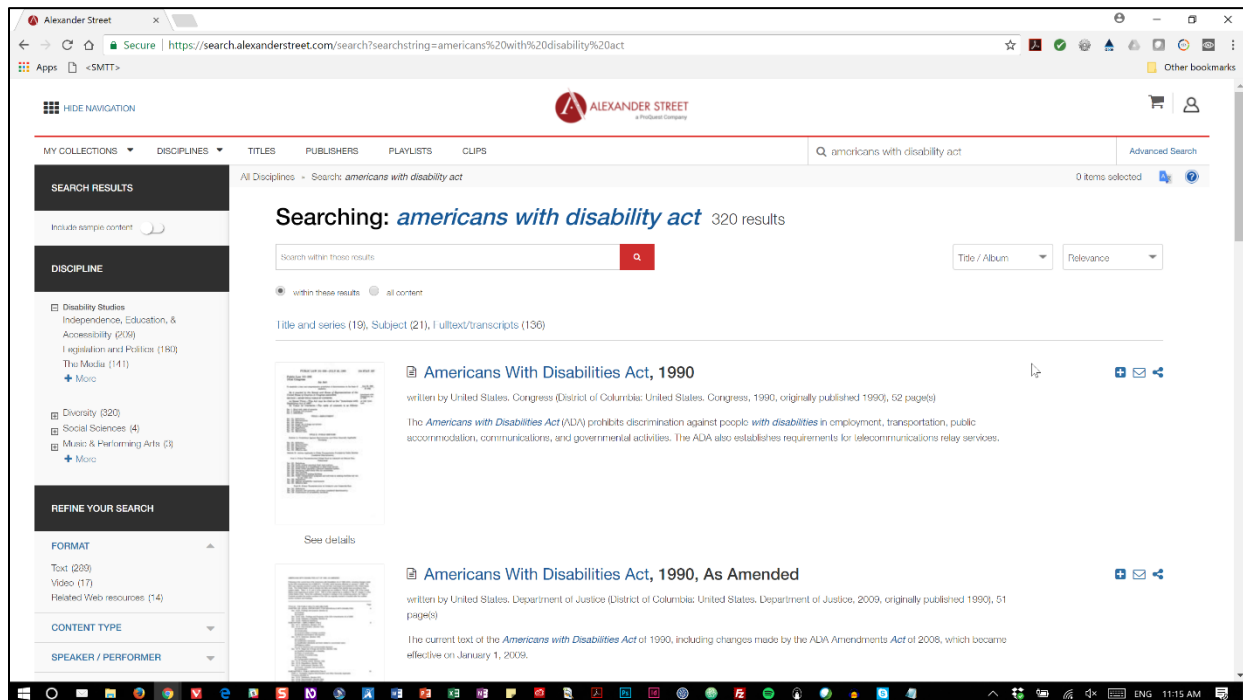 Alexander Street
Secure | https://search.alexanderstreet.com/search?searchstring=americans%20with%20disability%20act
Apps <SMTT> Other bookmarks
HIDE NAVIGATION
ALEXANDER STREET
a ProQuest Company
MY COLLECTIONS DISCIPLINES TITLES PUBLISHERS PLAYLISTS CLIPS americans with disability act Advanced Search
All Disciplines Search: americans with disability act 0 items selected
SEARCH RESULTS
Include sample content
DISCIPLINE
Disability Studies
Independence, Education, &
Accessibility (209)
Legislation and Politics (180)
The Media (141)
More
Diversity (320)
Social Sciences (4)
Music & Performing Arts (3)
More
REFINE YOUR SEARCH
FORMAT
Text (289)
Video (17)
Related Web resources (14)
CONTENT TYPE
SPEAKER / PERFORMER
Searching: americans with disability act 320 results
Search within these results
Title / Album Relevance
within these results all content
Title and series (19), Subject (21), Fulltext/transcripts (136)
Americans With Disabilities Act, 1990
written by United States. Congress (District of Columbia: United States. Congress, 1990, originally published 1990), 52 page(s)
The Americans with Disabilities Act (ADA) prohibits discrimination against people with disabilities in employment, transportation, public
accommodation, communications, and governmental activities. The ADA also establishes requirements for telecommunications relay services.
See details
Americans With Disabilities Act, 1990, As Amended
written by United States. Department of Justice (District of Columbia: United States. Department of Justice, 2009, originally published 1990), 51
page(s)
The current text of the Americans with Disabilities Act of 1990, including changes made by the ADA Amendments Act of 2008, which became
effective on January 1, 2009.
ENG 11:15 AM